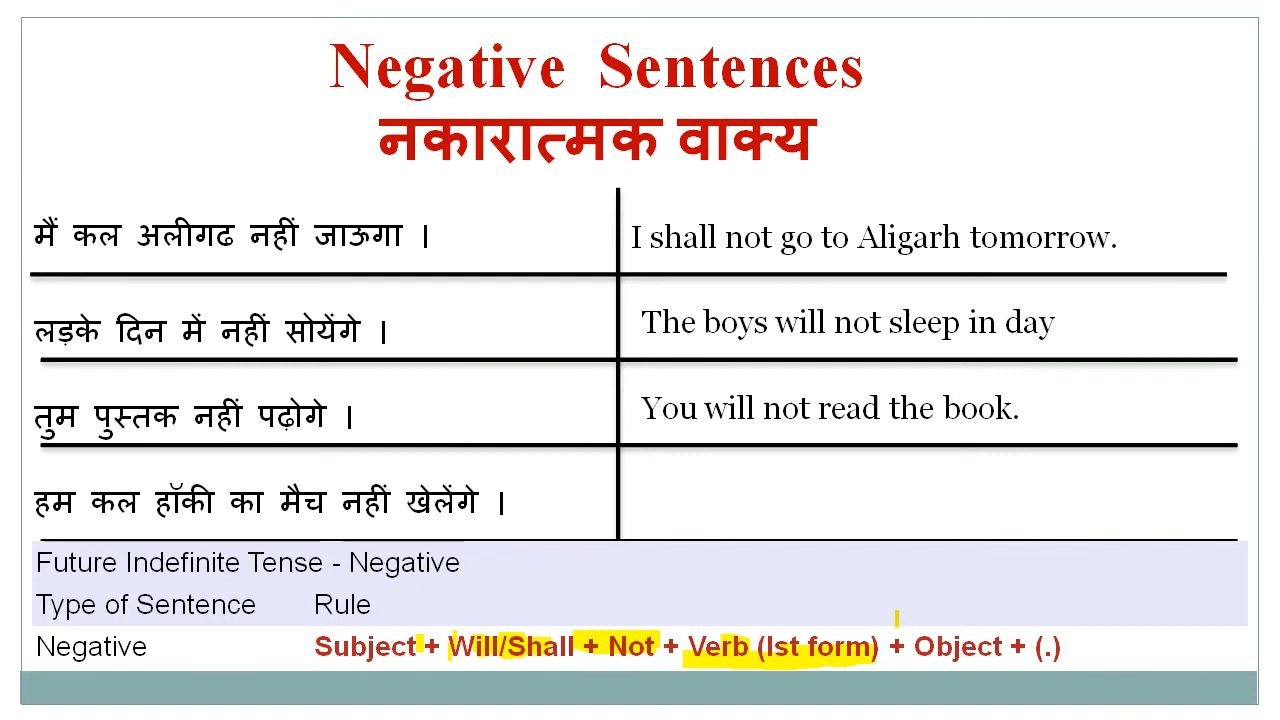 Negative Sentences
नकारात्मक वाक्य
मैं कल अलीगढ नहीं जाऊगा । I shall not go to Aligarh tomorrow.
लड़के दिन में नहीं सोयेंगे । The boys will not sleep in day
तुम पुस्तक नहीं पढ़ोगे । You will not read the book.
हम कल हॉकी का मैच नहीं खेलेंगे ।
Future Indefinite Tense - Negative
Type of Sentence Rule
Negative Subject + Will/Shall + Not + Verb (Ist form) + Object + (.)